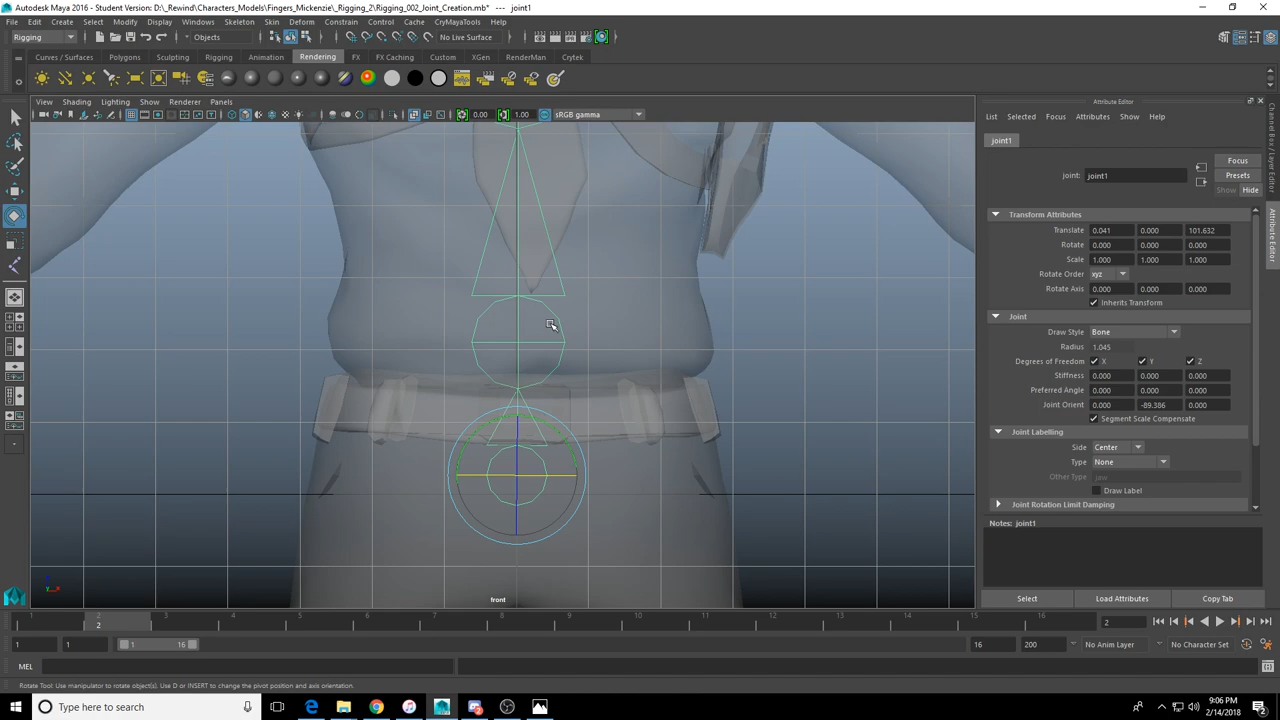 Autodesk Maya 2016 - Student Version: D:\_Rewind\Characters_Models\Fingers_Mickenzie\_Rigging_2\Rigging_002_Joint_Creation.mb* --- joint1
File Edit Create Select Modify Display Windows Skeleton Skin Deform Constrain Control Cache CryMayaTools Help
Rigging Objects No Live Surface
Curves / Surfaces Polygons Sculpting Rigging Animation Rendering FX FX Caching Custom XGen RenderMan Crytek
View Shading Lighting Show Renderer Panels
0.00 1.00 sRGB gamma
Attribute Editor
List Selected Focus Attributes Show Help
joint1
Focus
joint: joint1 Presets
Show Hide
Transform Attributes
Translate 0.041 0.000 101.632
Rotate 0.000 0.000 0.000
Scale 1.000 1.000 1.000
Rotate Order xyz
Rotate Axis 0.000 0.000 0.000
Inherits Transform
Joint
Draw Style Bone
Radius 1.045
Degrees of Freedom X Y Z
Stiffness 0.000 0.000 0.000
Preferred Angle 0.000 0.000 0.000
Joint Orient 0.000 -89.386 0.000
Segment Scale Compensate
Joint Labelling
Side Center
Type None
Other Type jaw
Draw Label
Joint Rotation Limit Damping
Notes: joint1
Select Load Attributes Copy Tab
Channel Box / Layer Editor
Attribute Editor
front
1 2 3 4 5 6 7 8 9 10 11 12 13 14 15 16 2
2
1 1 1 16 16 200 No Anim Layer No Character Set
MEL
Rotate Tool: Use manipulator to rotate object(s). Use D or INSERT to change the pivot position and axis orientation.
Type here to search
9:06 PM
2/14/2018